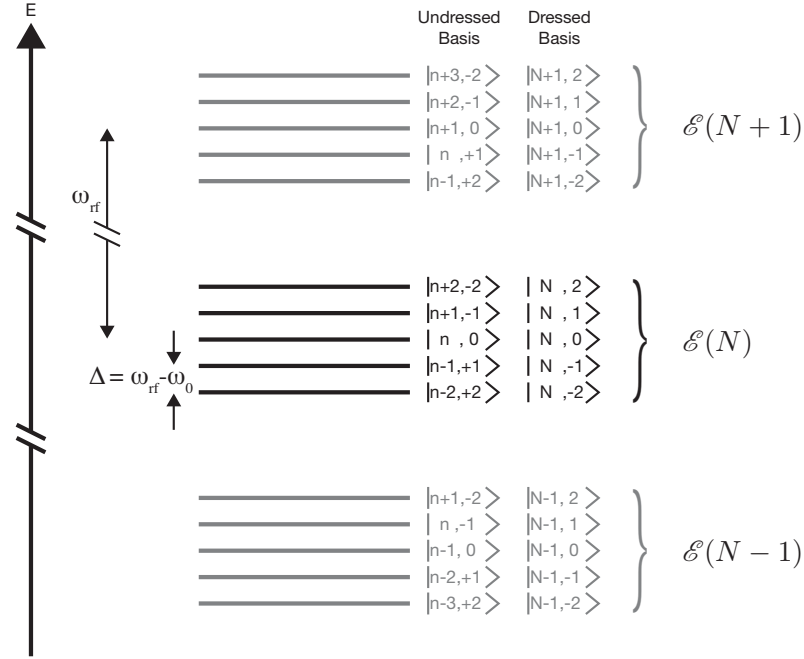 E
Undressed Dressed
Basis Basis
|n+3,-2> |N+1, 2>
|n+2,-1> |N+1, 1>
|n+1, 0> |N+1, 0> ℰ(N + 1)
| n ,+1> |N+1,-1>
|n-1,+2> |N+1,-2>
ω_rf
|n+2,-2> | N , 2>
|n+1,-1> | N , 1>
| n , 0> | N , 0> ℰ(N)
|n-1,+1> | N ,-1>
Δ = ω_rf-ω_0
|n-2,+2> | N ,-2>
|n+1,-2> |N-1, 2>
| n ,-1> |N-1, 1>
|n-1, 0> |N-1, 0> ℰ(N − 1)
|n-2,+1> |N-1,-1>
|n-3,+2> |N-1,-2>